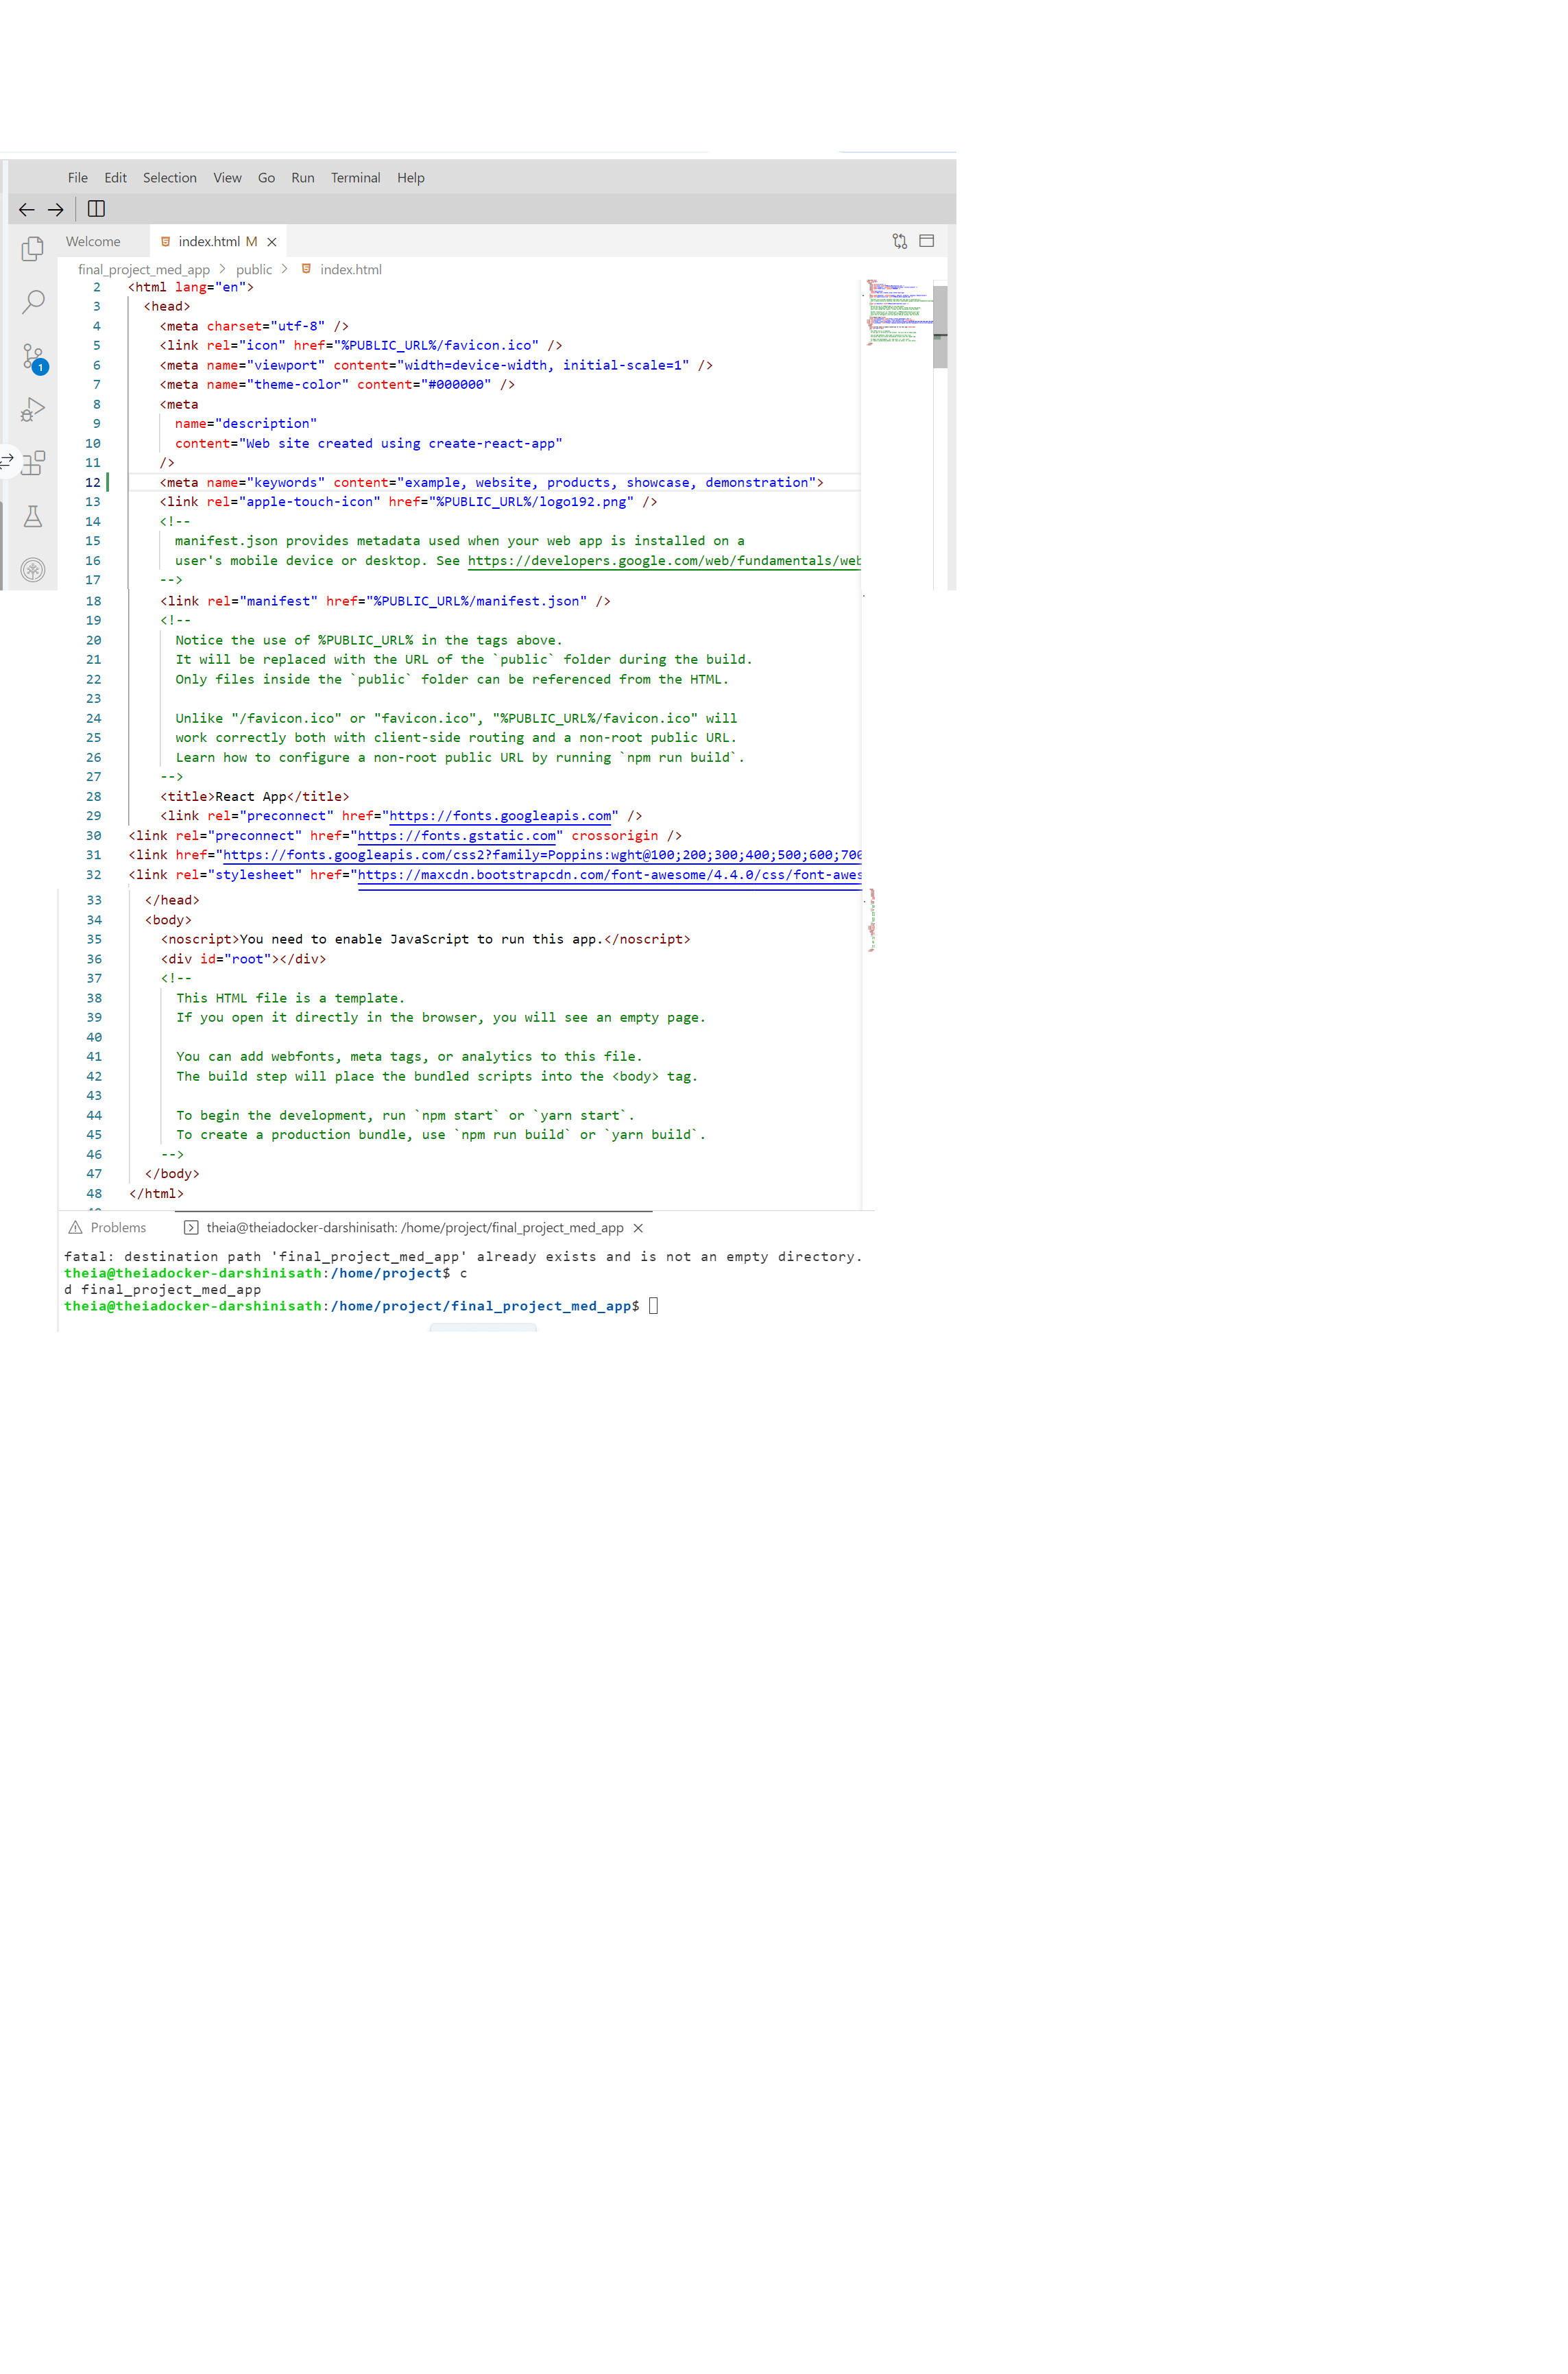 File Edit Selection View Go Run Terminal Help
Welcome index.html M
final_project_med_app > public > index.html
2 <html lang="en">
3 <head>
4 <meta charset="utf-8" />
5 <link rel="icon" href="%PUBLIC_URL%/favicon.ico" />
6 <meta name="viewport" content="width=device-width, initial-scale=1" />
7 <meta name="theme-color" content="#000000" />
8 <meta
9 name="description"
10 content="Web site created using create-react-app"
11 />
1
12 <meta name="keywords" content="example, website, products, showcase, demonstration">
13 <link rel="apple-touch-icon" href="%PUBLIC_URL%/logo192.png" />
14 <!--
15 manifest.json provides metadata used when your web app is installed on a
16 user's mobile device or desktop. See https://developers.google.com/web/fundamentals/web
17 -->
18 <link rel="manifest" href="%PUBLIC_URL%/manifest.json" />
19 <!--
20 Notice the use of %PUBLIC_URL% in the tags above.
21 It will be replaced with the URL of the `public` folder during the build.
22 Only files inside the `public` folder can be referenced from the HTML.
23
24 Unlike "/favicon.ico" or "favicon.ico", "%PUBLIC_URL%/favicon.ico" will
25 work correctly both with client-side routing and a non-root public URL.
26 Learn how to configure a non-root public URL by running `npm run build`.
27 -->
28 <title>React App</title>
29 <link rel="preconnect" href="https://fonts.googleapis.com" />
30 <link rel="preconnect" href="https://fonts.gstatic.com" crossorigin />
31 <link href="https://fonts.googleapis.com/css2?family=Poppins:wght@100;200;300;400;500;600;700
32 <link rel="stylesheet" href="https://maxcdn.bootstrapcdn.com/font-awesome/4.4.0/css/font-awes
33 </head>
34 <body>
35 <noscript>You need to enable JavaScript to run this app.</noscript>
36 <div id="root"></div>
37 <!--
38 This HTML file is a template.
39 If you open it directly in the browser, you will see an empty page.
40
41 You can add webfonts, meta tags, or analytics to this file.
42 The build step will place the bundled scripts into the <body> tag.
43
44 To begin the development, run `npm start` or `yarn start`.
45 To create a production bundle, use `npm run build` or `yarn build`.
46 -->
47 </body>
48 </html>
Problems theia@theiadocker-darshinisath: /home/project/final_project_med_app
fatal: destination path 'final_project_med_app' already exists and is not an empty directory.
theia@theiadocker-darshinisath:/home/project$ c
d final_project_med_app
theia@theiadocker-darshinisath:/home/project/final_project_med_app$